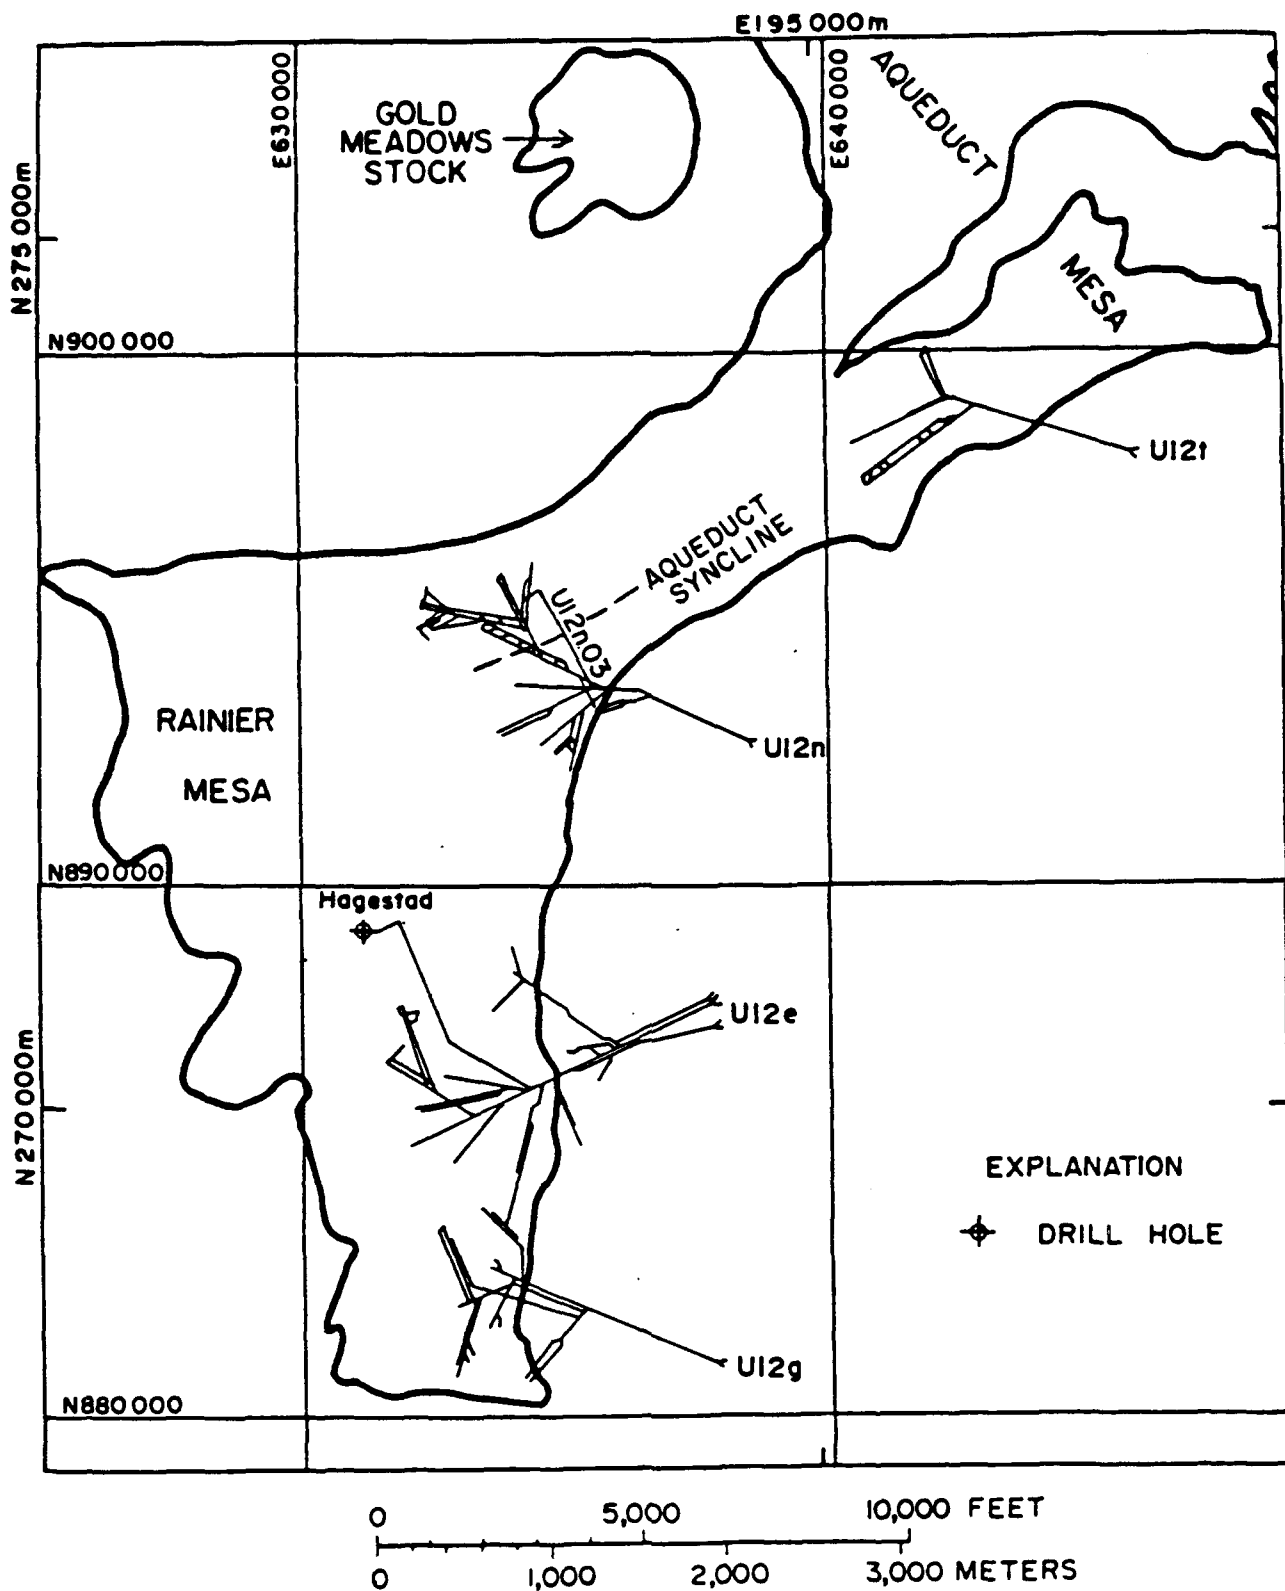 E195000m
E630000
E640000
AQUEDUCT
GOLD
MEADOWS
STOCK
N275000m
MESA
N900000
U12t
AQUEDUCT
SYNCLINE
U12n.03
RAINIER
MESA
U12n
N890000
Hagestad
U12e
N270000m
EXPLANATION
DRILL HOLE
U12g
N880000
0 5,000 10,000 FEET
0 1,000 2,000 3,000 METERS